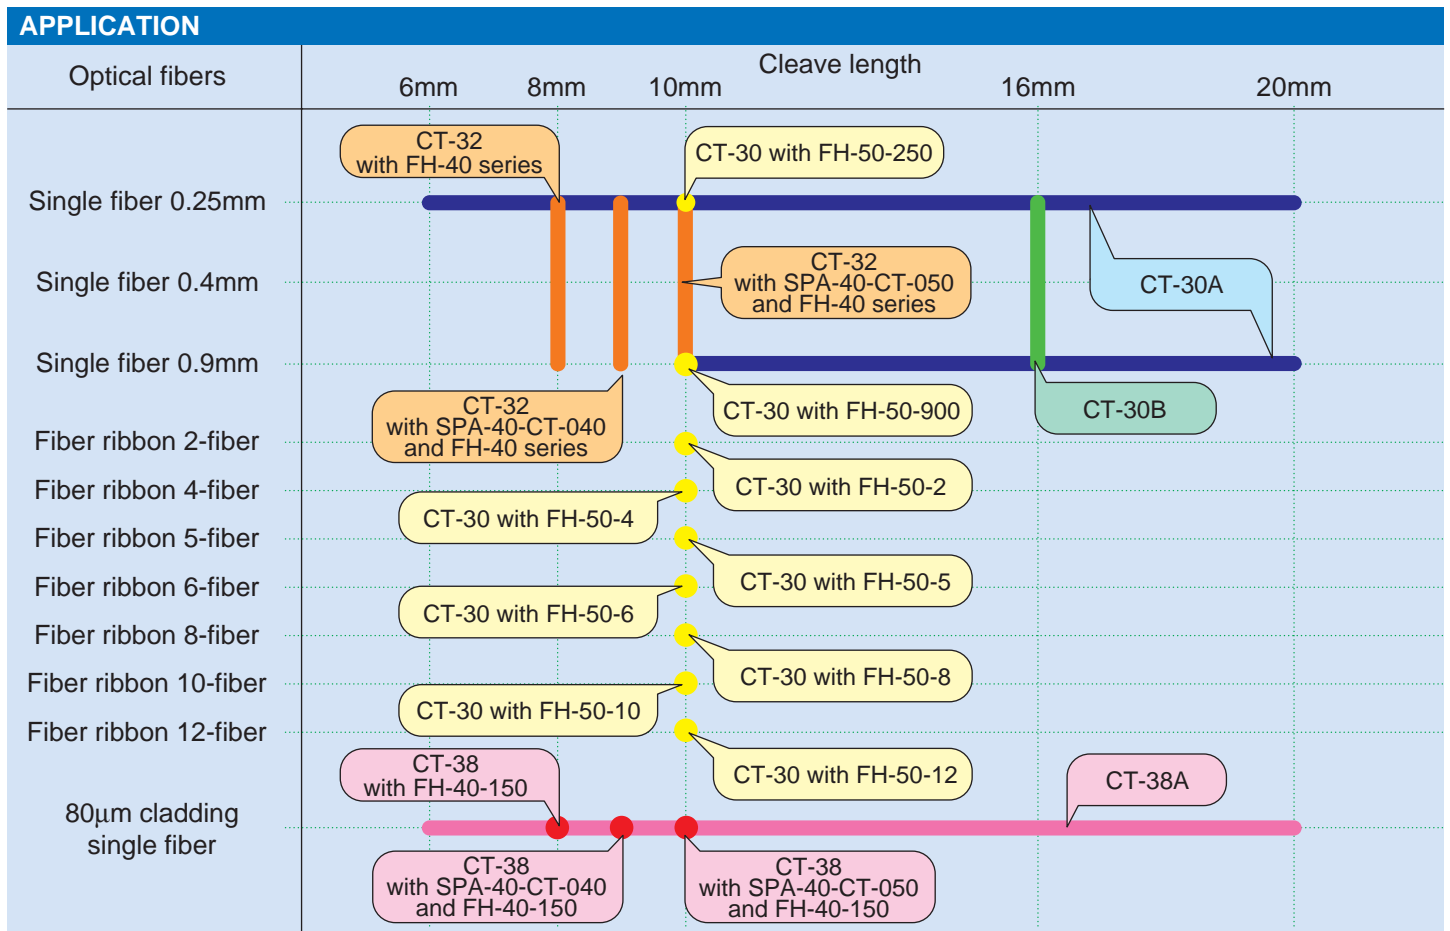 APPLICATION
Optical fibers
Cleave length
6mm 8mm 10mm 16mm 20mm
CT-32
with FH-40 series
CT-30 with FH-50-250
Single fiber 0.25mm
Single fiber 0.4mm
CT-32
with SPA-40-CT-050
and FH-40 series
CT-30A
Single fiber 0.9mm
CT-32
with SPA-40-CT-040
and FH-40 series
CT-30 with FH-50-900
CT-30B
Fiber ribbon 2-fiber
CT-30 with FH-50-2
Fiber ribbon 4-fiber
CT-30 with FH-50-4
Fiber ribbon 5-fiber
CT-30 with FH-50-5
Fiber ribbon 6-fiber
CT-30 with FH-50-6
Fiber ribbon 8-fiber
CT-30 with FH-50-8
Fiber ribbon 10-fiber
CT-30 with FH-50-10
Fiber ribbon 12-fiber
CT-30 with FH-50-12
CT-38
with FH-40-150
CT-38A
80μm cladding
single fiber
CT-38
with SPA-40-CT-040
and FH-40-150
CT-38
with SPA-40-CT-050
and FH-40-150